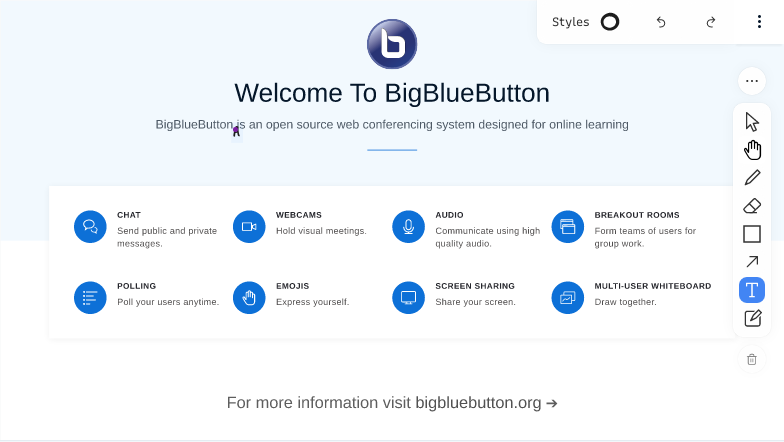 Styles
Welcome To BigBlueButton
BigBlueButton is an open source web conferencing system designed for online learning
CHAT
Send public and private
messages.
WEBCAMS
Hold visual meetings.
AUDIO
Communicate using high
quality audio.
BREAKOUT ROOMS
Form teams of users for
group work.
POLLING
Poll your users anytime.
EMOJIS
Express yourself.
SCREEN SHARING
Share your screen.
MULTI-USER WHITEBOARD
Draw together.
For more information visit bigbluebutton.org →